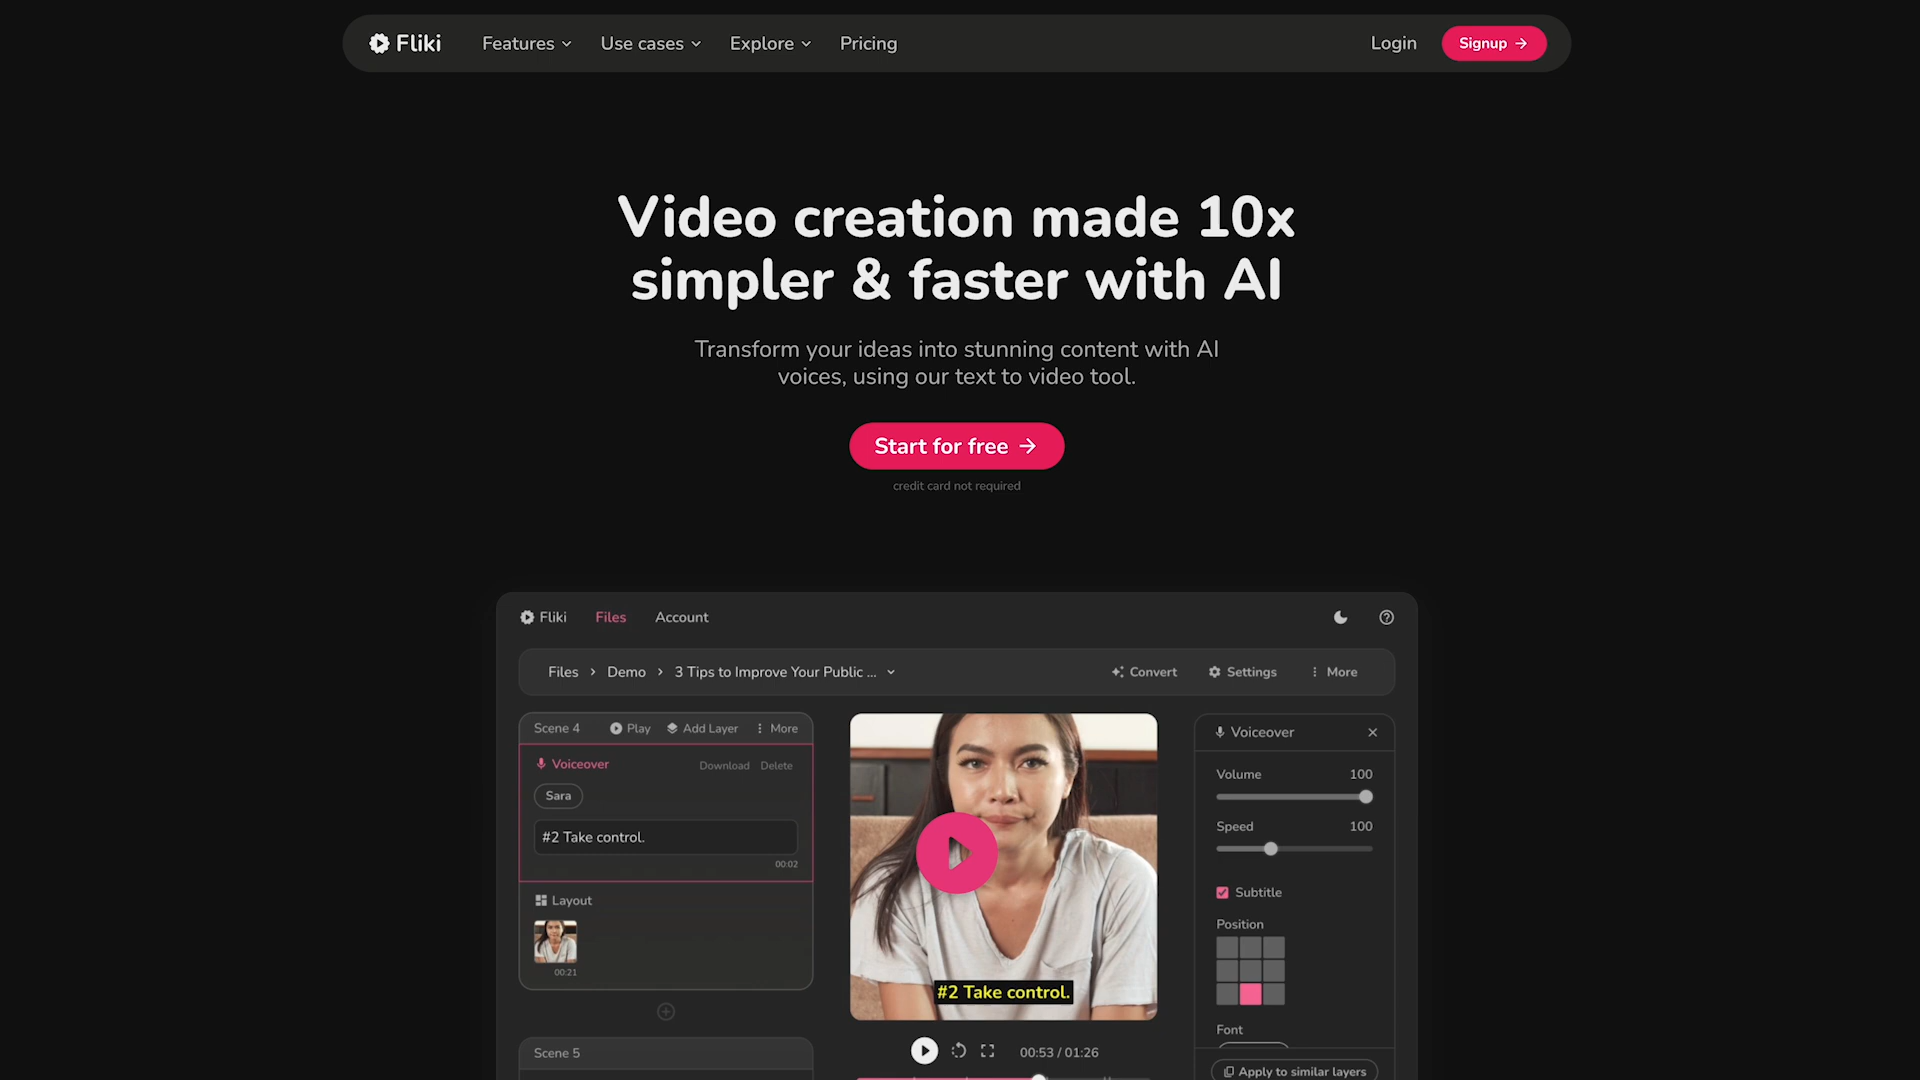 Fliki
Features
Use cases
Explore
Pricing
Login
Signup
Video creation made 10x
simpler & faster with AI
Transform your ideas into stunning content with AI
voices, using our text to video tool.
Start for free
credit card not required
Fliki
Files
Account
Files
Demo
3 Tips to Improve Your Public ...
Convert
Settings
More
Scene 4
Play
Add Layer
More
Voiceover
Download
Delete
Sara
#2 Take control.
00:02
Layout
00:21
Scene 5
#2 Take control.
00:53 / 01:26
Voiceover
Volume
100
Speed
100
Subtitle
Position
Font
Apply to similar layers